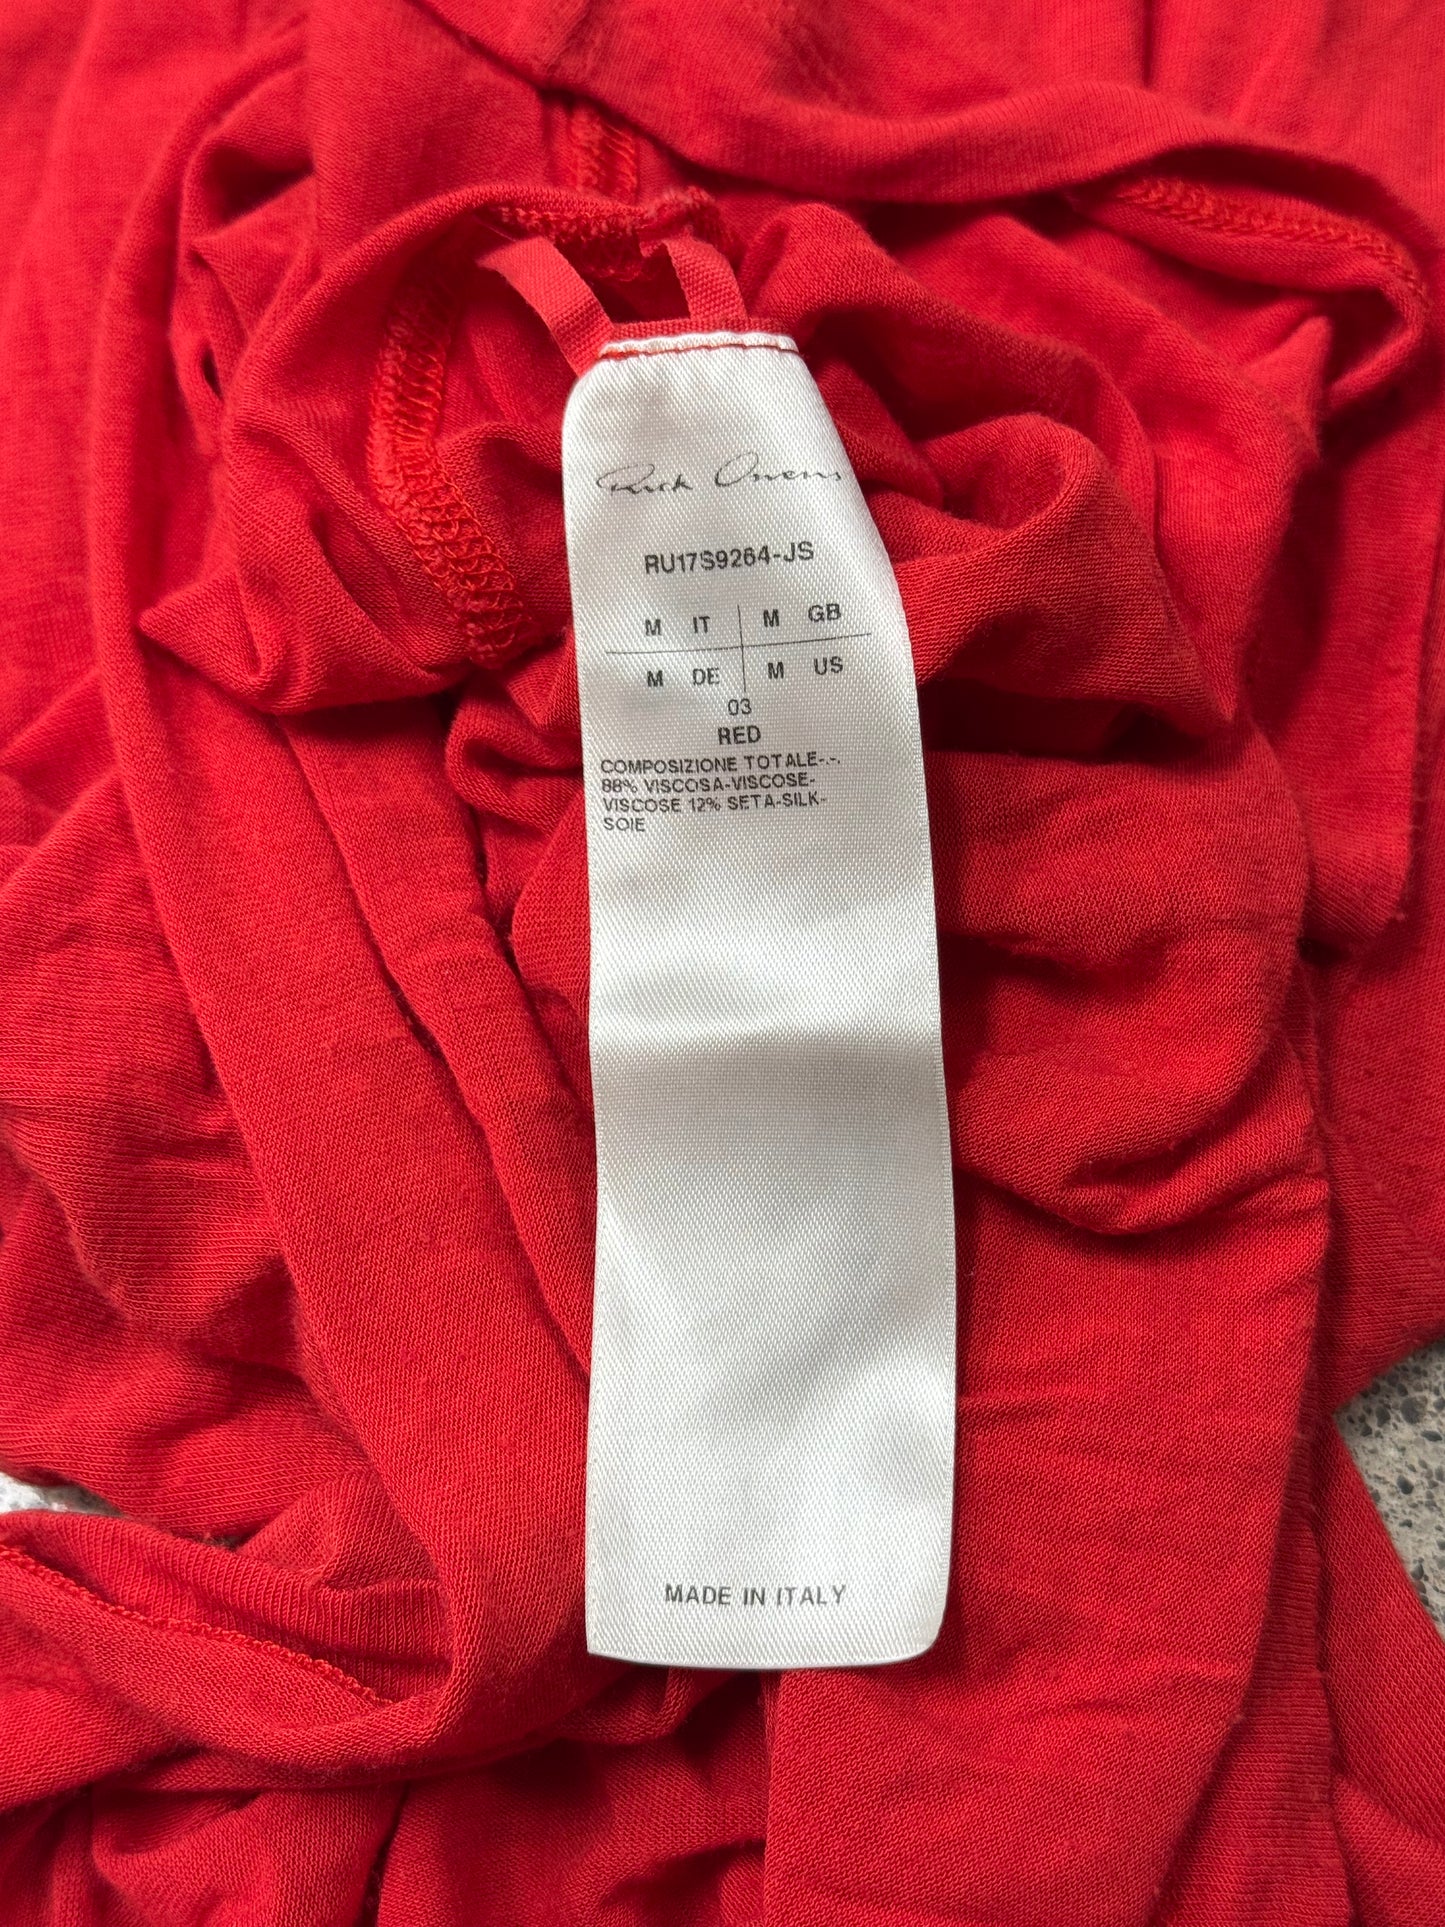 Rick Owens
RU17S9264-JS
M IT M GB
M DE M US
03
RED
COMPOSIZIONE TOTALE-.-.
88% VISCOSA-VISCOSE-
VISCOSE 12% SETA-SILK-
SOIE
MADE IN ITALY